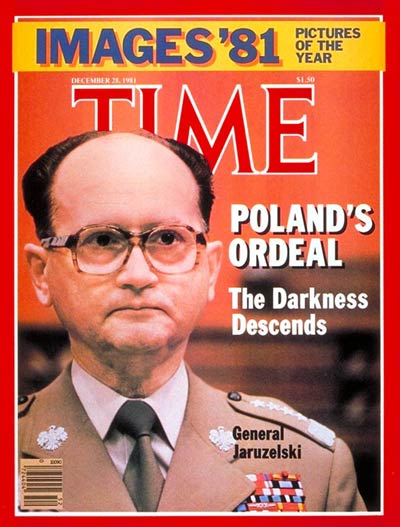 IMAGES '81
PICTURES
OF THE
YEAR
DECEMBER 28, 1981
$1.50
TIME
POLAND'S
ORDEAL
The Darkness
Descends
General
Jaruzelski